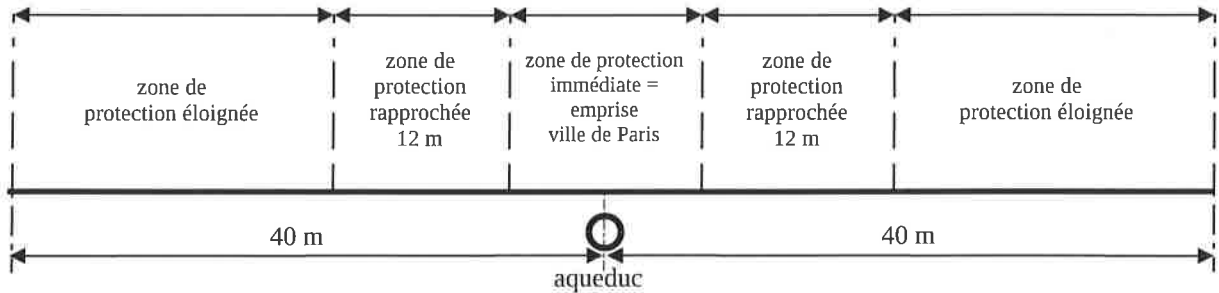 zone de
protection éloignée
zone de
protection
rapprochée
12 m
zone de protection
immédiate =
emprise
ville de Paris
zone de
protection
rapprochée
12 m
zone de
protection éloignée
40 m
40 m
aqueduc